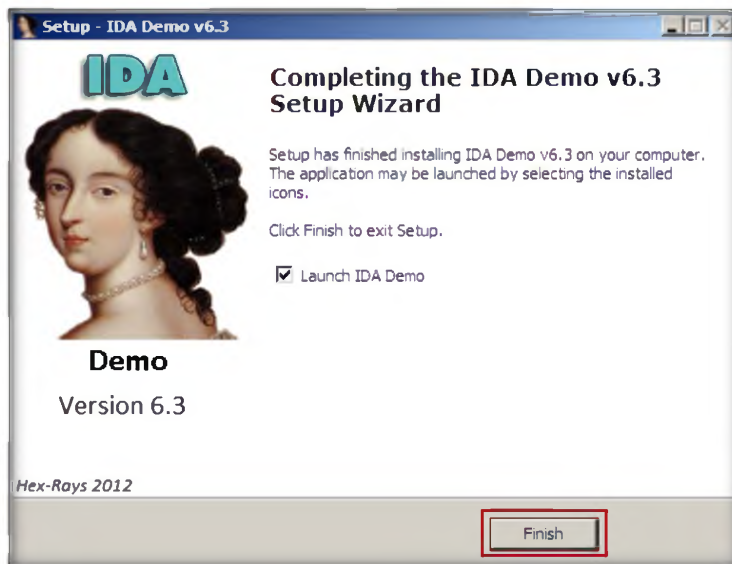 Setup - IDA Demo v6.3
IDA
Completing the IDA Demo v6.3
Setup Wizard
Setup has finished installing IDA Demo v6.3 on your computer.
The application may be launched by selecting the installed
icons.
Click Finish to exit Setup.
Launch IDA Demo
Demo
Version 6.3
Hex-Rays 2012
Finish